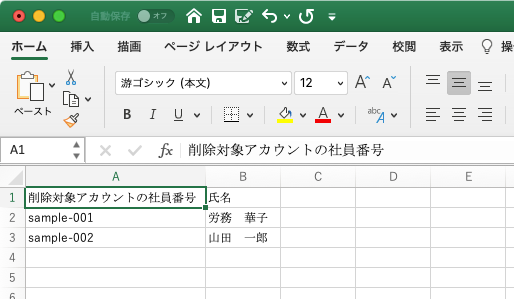 自動保存 オフ
ホーム 挿入 描画 ページ レイアウト 数式 データ 校閲 表示 操作
ペースト
游ゴシック (本文) 12 A A
B I U A abc A
A1 fx 削除対象アカウントの社員番号
A B C D E
1 削除対象アカウントの社員番号 氏名
2 sample-001 労務 華子
3 sample-002 山田 一郎
4
5
6